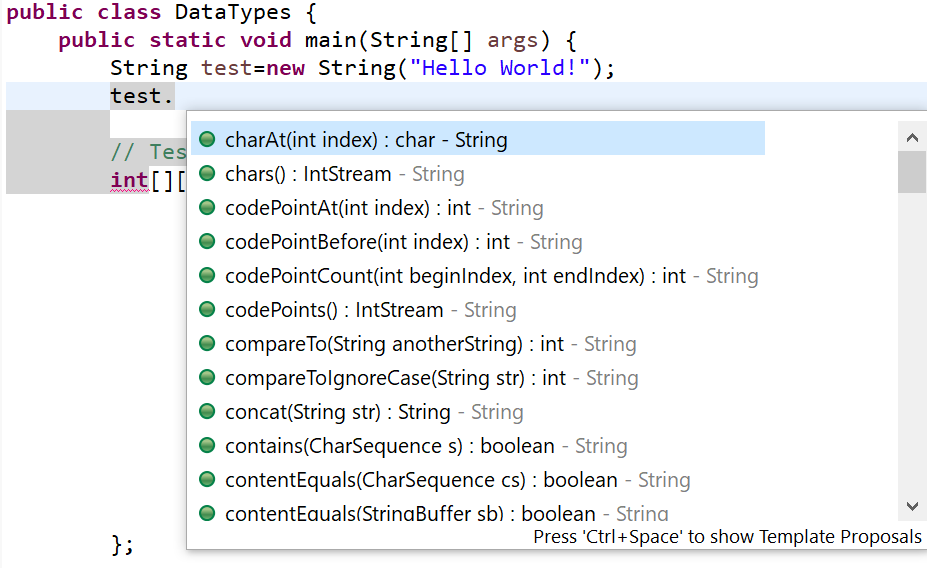 public class DataTypes {
public static void main(String[] args) {
String test=new String("Hello World!");
test.
// Tes
int[][
charAt(int index) : char - String
chars() : IntStream - String
codePointAt(int index) : int - String
codePointBefore(int index) : int - String
codePointCount(int beginIndex, int endIndex) : int - String
codePoints() : IntStream - String
compareTo(String anotherString) : int - String
compareToIgnoreCase(String str) : int - String
concat(String str) : String - String
contains(CharSequence s) : boolean - String
contentEquals(CharSequence cs) : boolean - String
contentEquals(StringBuffer sb) : boolean - String
Press 'Ctrl+Space' to show Template Proposals
};